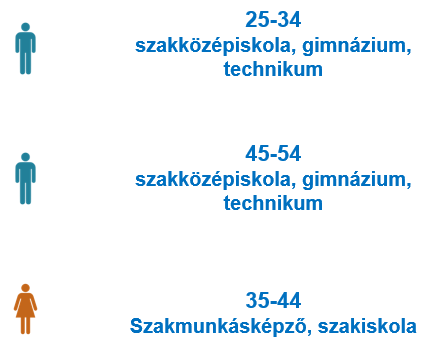 25-34
szakközépiskola, gimnázium,
technikum
45-54
szakközépiskola, gimnázium,
technikum
35-44
Szakmunkásképző, szakiskola